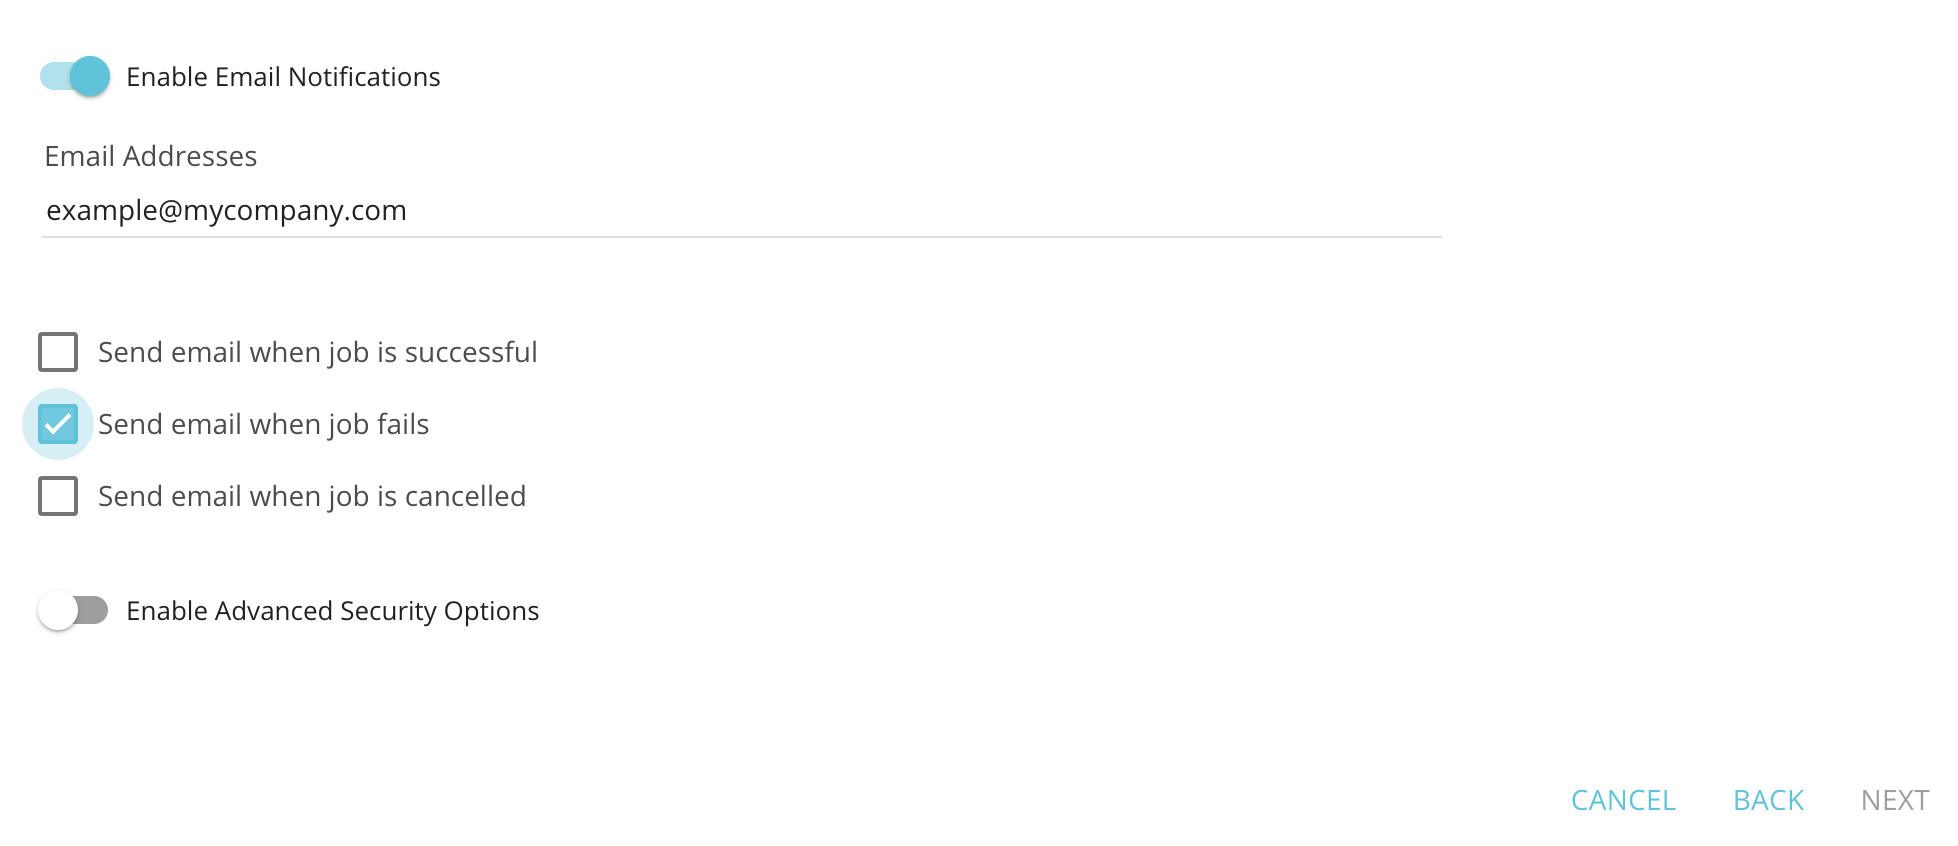 Enable Email Notifications
Email Addresses
example@mycompany.com
Send email when job is successful
Send email when job fails
Send email when job is cancelled
Enable Advanced Security Options
CANCEL BACK NEXT